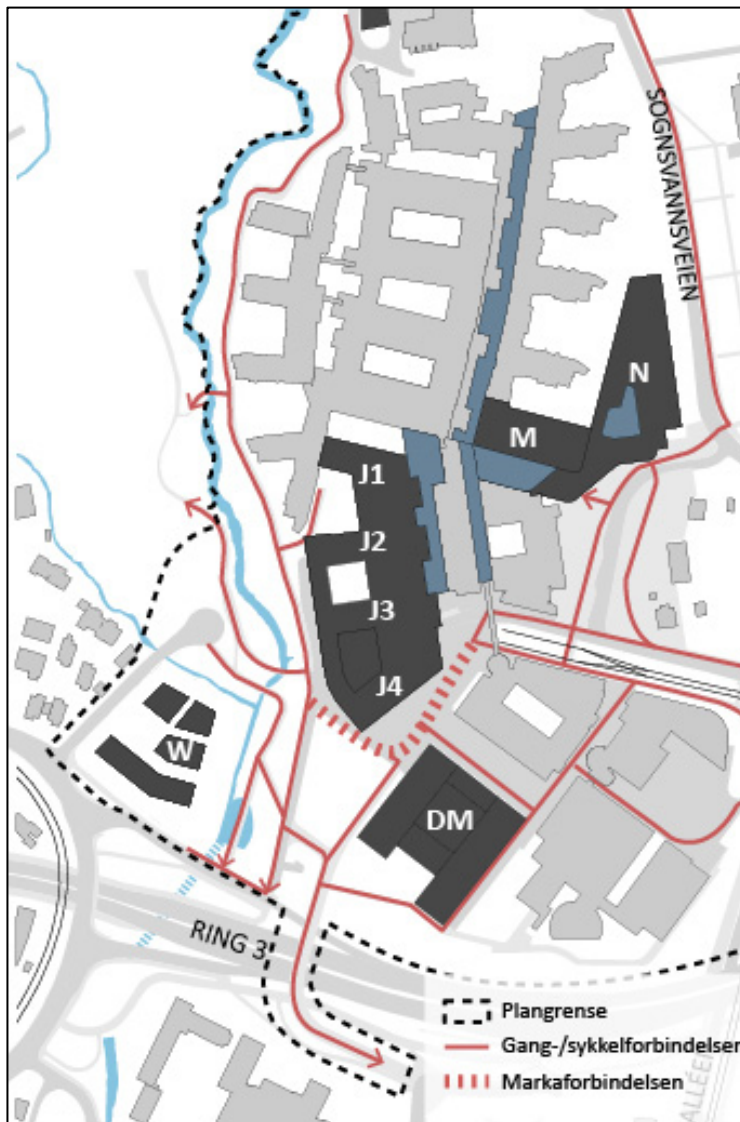 SOGNSVANNSVEIEN
N
M
J1
J2
J3
J4
W
DM
RING 3
Plangrense
Gang-/sykkelforbindelser
Markaforbindelsen